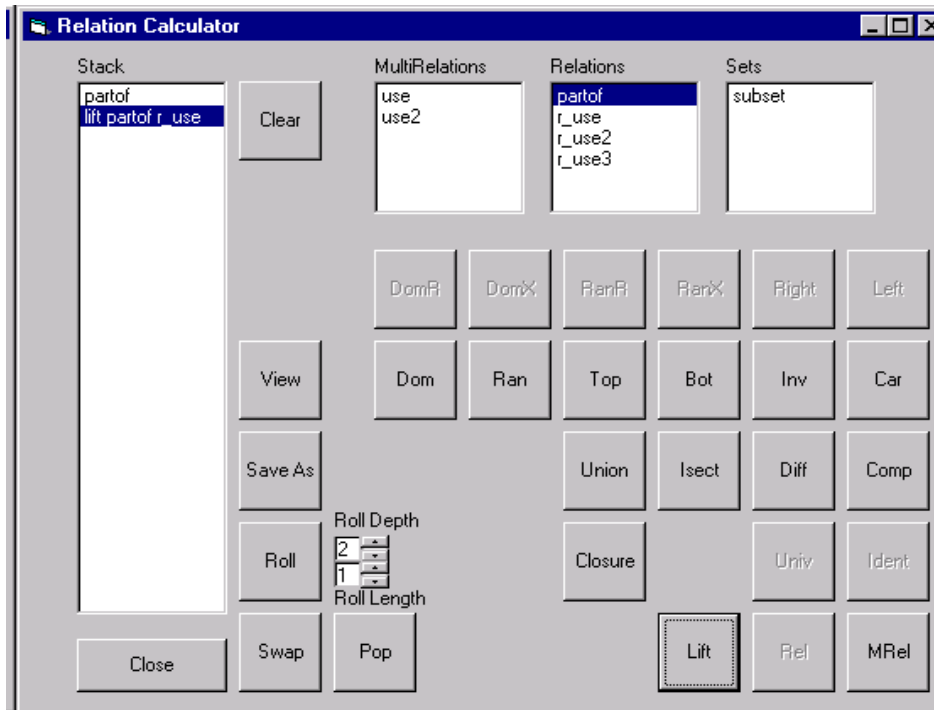 Relation Calculator
Stack
MultiRelations
Relations
Sets
partof
lift partof r_use
Clear
use
use2
partof
r_use
r_use2
r_use3
subset
DomR
DomX
RanR
RanX
Right
Left
View
Dom
Ran
Top
Bot
Inv
Car
Save As
Union
Isect
Diff
Comp
Roll
Roll Depth
2
1
Roll Length
Closure
Univ
Ident
Close
Swap
Pop
Lift
Rel
MRel